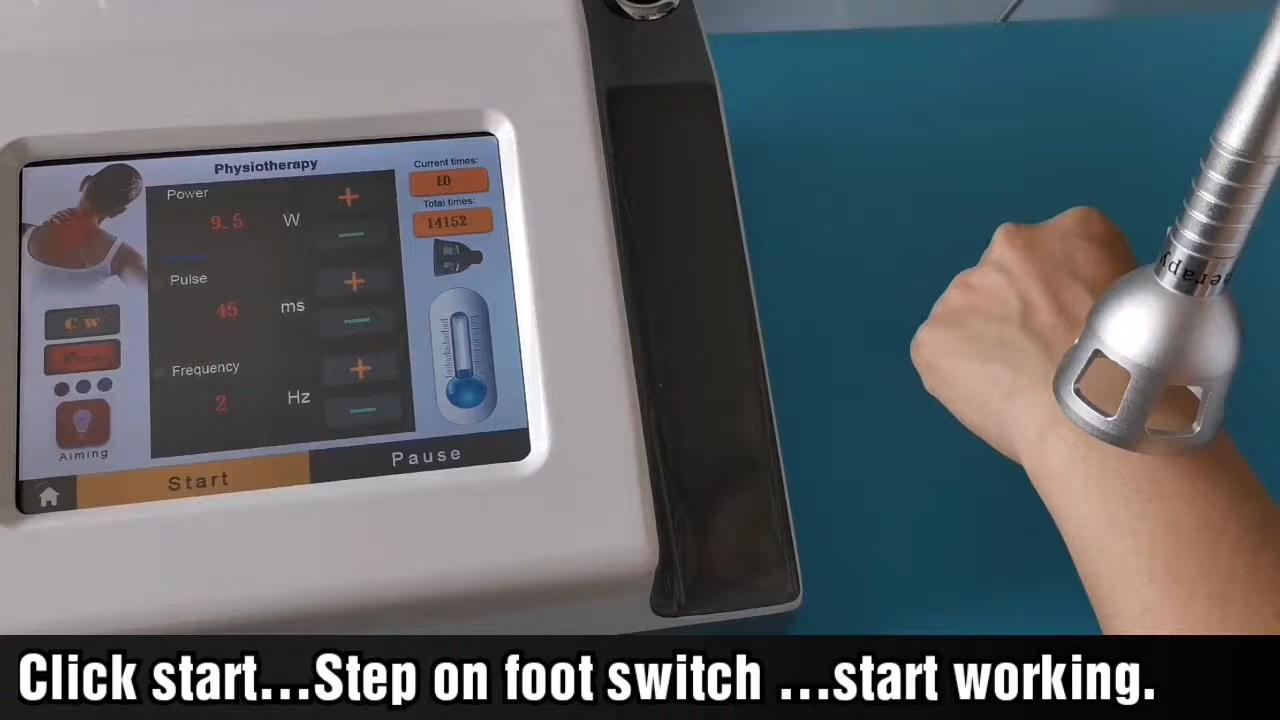 Physiotherapy
Current times:
10
Total times:
14152
Power
9.5 W
+
−
Pulse
45 ms
+
−
Frequency
2 Hz
+
−
CW
Aiming
Start
Pause
Click start...Step on foot switch ...start working.